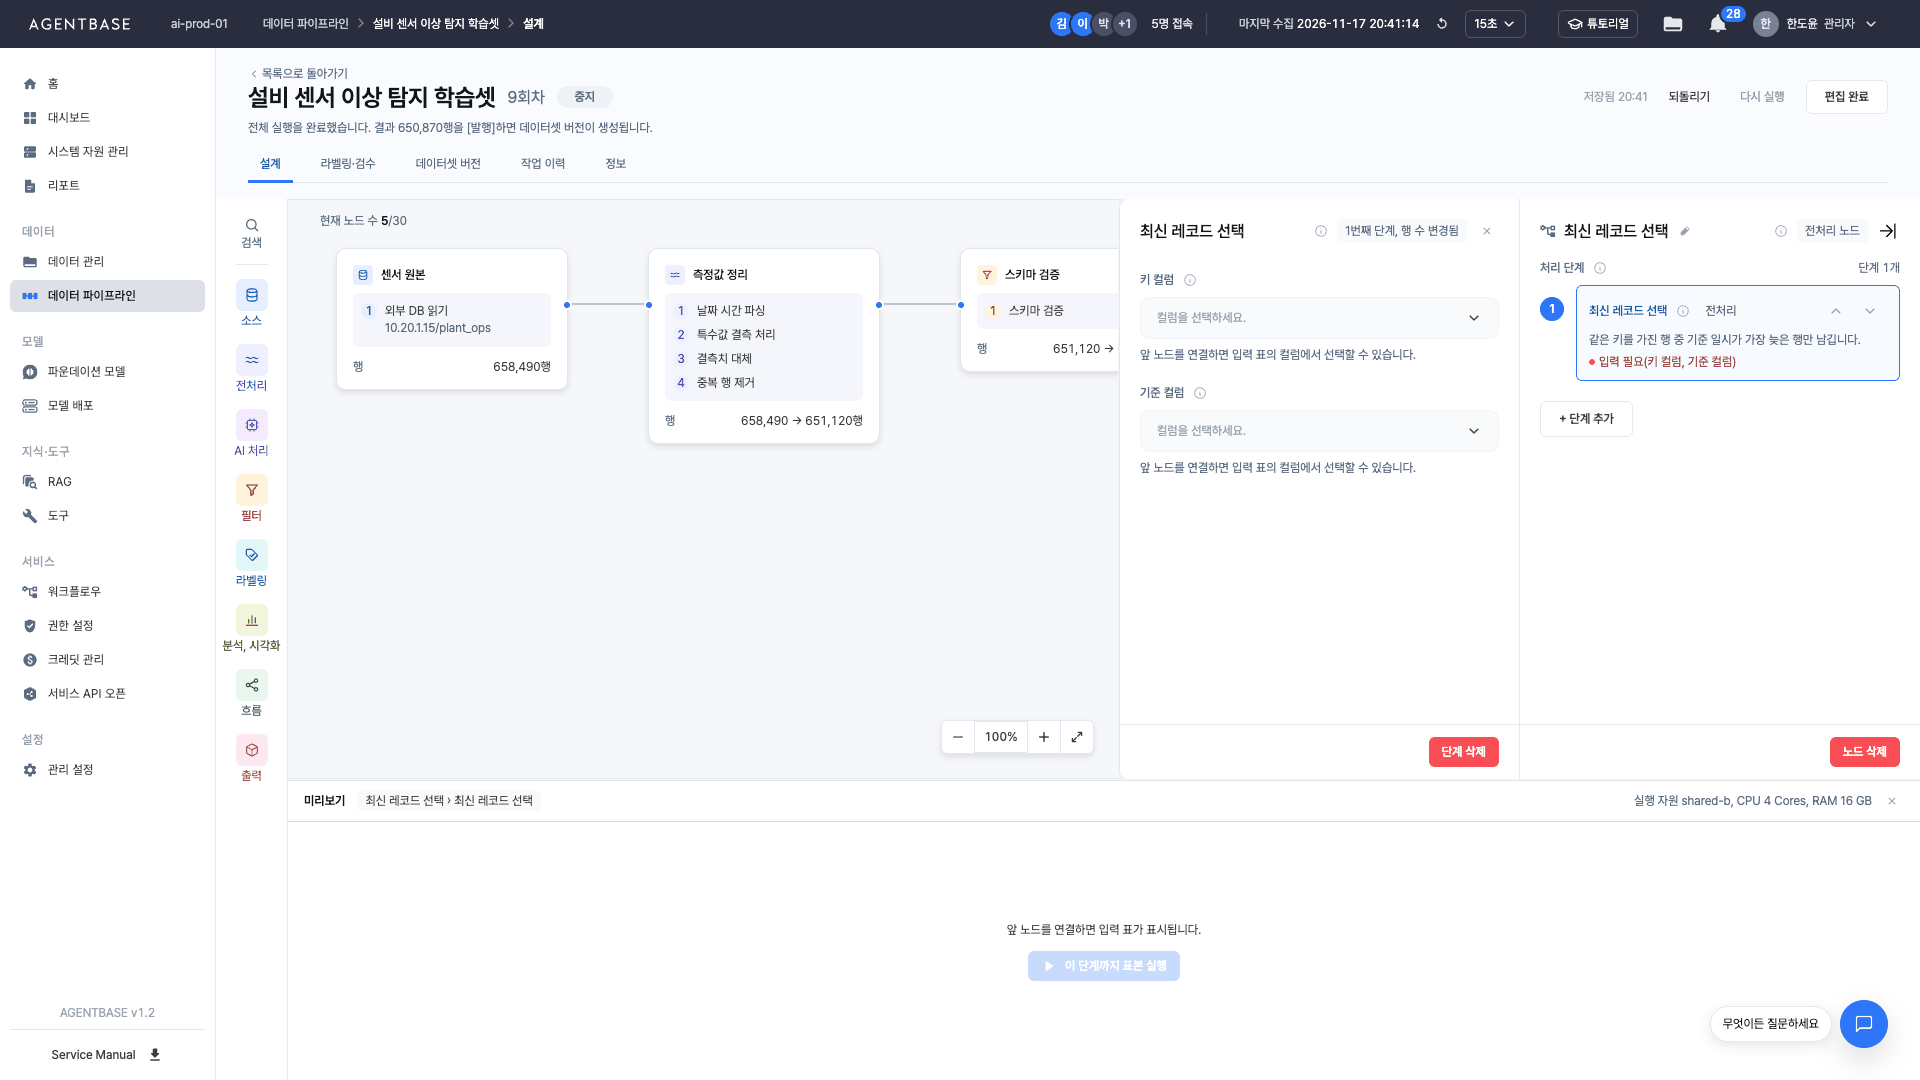 AGENTBASE
ai-prod-01
데이터 파이프라인 > 설비 센서 이상 탐지 학습셋 > 설계
김 이 박 +1 5명 접속
마지막 수집 2026-11-17 20:41:14
15초
튜토리얼
28
한 한도윤 관리자
홈
대시보드
시스템 자원 관리
리포트
데이터
데이터 관리
데이터 파이프라인
모델
파운데이션 모델
모델 배포
지식·도구
RAG
도구
서비스
워크플로우
권한 설정
크레딧 관리
서비스 API 오픈
설정
관리 설정
AGENTBASE v1.2
Service Manual
목록으로 돌아가기
설비 센서 이상 탐지 학습셋 9회차 중지
전체 실행을 완료했습니다. 결과 650,870행을 [발행]하면 데이터셋 버전이 생성됩니다.
저장됨 20:41 되돌리기 다시 실행 편집 완료
설계 라벨링·검수 데이터셋 버전 작업 이력 정보
검색
소스
전처리
AI 처리
필터
라벨링
분석, 시각화
흐름
출력
현재 노드 수 5/30
센서 원본
1 외부 DB 읽기
10.20.1.15/plant_ops
행 658,490행
측정값 정리
1 날짜 시간 파싱
2 특수값 결측 처리
3 결측치 대체
4 중복 행 제거
행 658,490 → 651,120행
스키마 검증
1 스키마 검증
행 651,120 →
100%
최신 레코드 선택
1번째 단계, 행 수 변경됨
키 컬럼
컬럼을 선택하세요.
앞 노드를 연결하면 입력 표의 컬럼에서 선택할 수 있습니다.
기준 컬럼
컬럼을 선택하세요.
앞 노드를 연결하면 입력 표의 컬럼에서 선택할 수 있습니다.
단계 삭제
최신 레코드 선택
전처리 노드
처리 단계 단계 1개
1 최신 레코드 선택 전처리
같은 키를 가진 행 중 기준 일시가 가장 늦은 행만 남깁니다.
입력 필요(키 컬럼, 기준 컬럼)
+ 단계 추가
노드 삭제
미리보기 최신 레코드 선택 › 최신 레코드 선택
실행 자원 shared-b, CPU 4 Cores, RAM 16 GB
앞 노드를 연결하면 입력 표가 표시됩니다.
이 단계까지 표본 실행
무엇이든 질문하세요